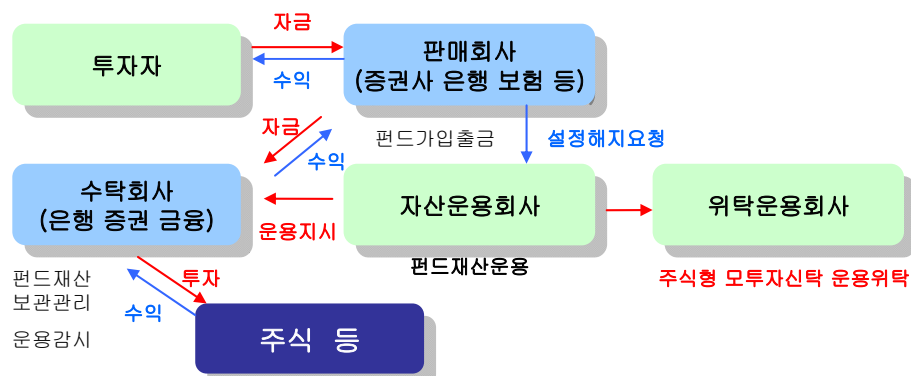 자금
투자자
판매회사
(증권사 은행 보험 등)
수익
자금
펀드가입출금
설정해지요청
수익
수탁회사
(은행 증권 금융)
자산운용회사
위탁운용회사
운용지시
펀드재산운용
펀드재산
보관관리
투자
주식형 모투자신탁 운용위탁
수익
운용감시
주식 등